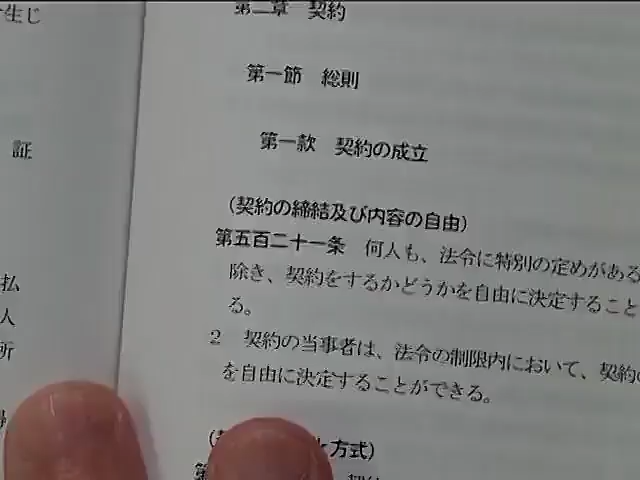 生じ
証
払
人
所
第二章 契約
第一節 総則
第一款 契約の成立
(契約の締結及び内容の自由)
第五百二十一条 何人も、法令に特別の定めがある
除き、契約をするかどうかを自由に決定すること
る。
2 契約の当事者は、法令の制限内において、契約の
を自由に決定することができる。
と方式)